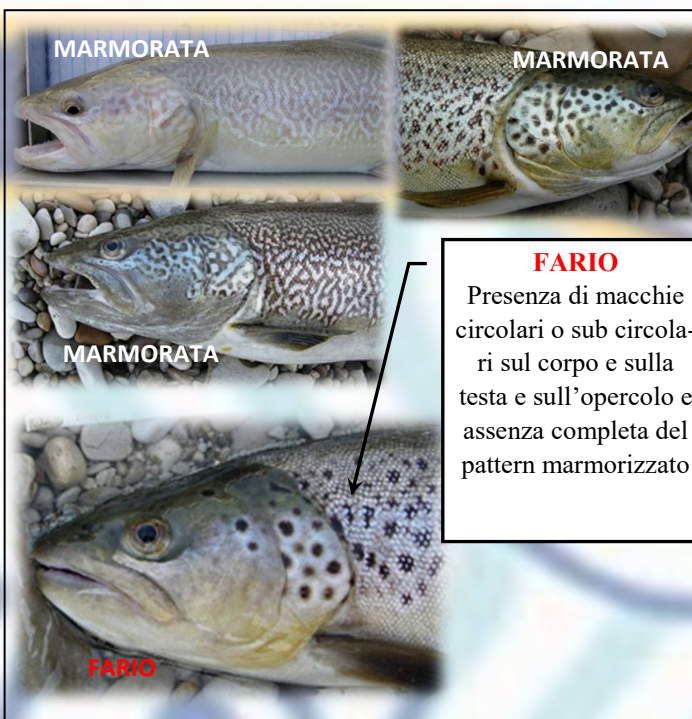 MARMORATA
MARMORATA
MARMORATA
FARIO
Presenza di macchie
circolari o sub circola-
ri sul corpo e sulla
testa e sull’opercolo e
assenza completa del
pattern marmorizzato
FARIO